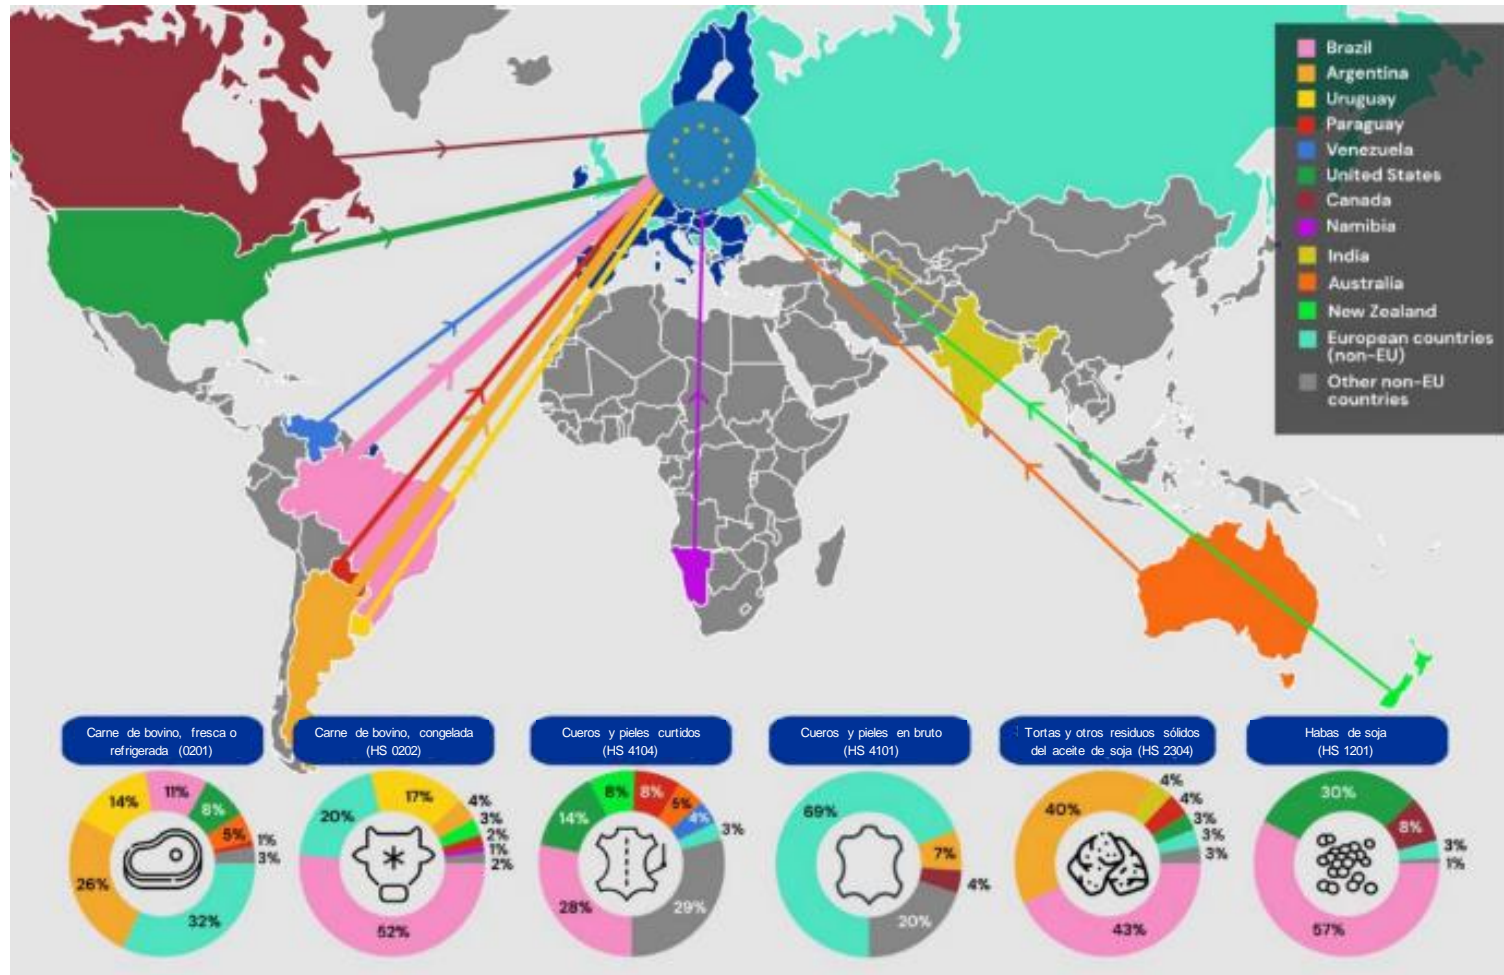 Brazil
Argentina
Uruguay
Paraguay
Venezuela
United States
Canada
Namibia
India
Australia
New Zealand
European countries
(non-EU)
Other non-EU
countries
Carne de bovino, fresca o
refrigerada (0201)
Carne de bovino, congelada
(HS 0202)
Cueros y pieles curtidos
(HS 4104)
Cueros y pieles en bruto
(HS 4101)
Tortas y otros residuos sólidos
del aceite de soja (HS 2304)
Habas de soja
(HS 1201)
14%
11%
8%
5%
1%
3%
26%
32%
20%
17%
4%
3%
2%
1%
2%
52%
14%
8%
8%
5%
4%
3%
28%
29%
69%
7%
4%
20%
40%
4%
4%
3%
3%
3%
43%
30%
8%
3%
1%
57%